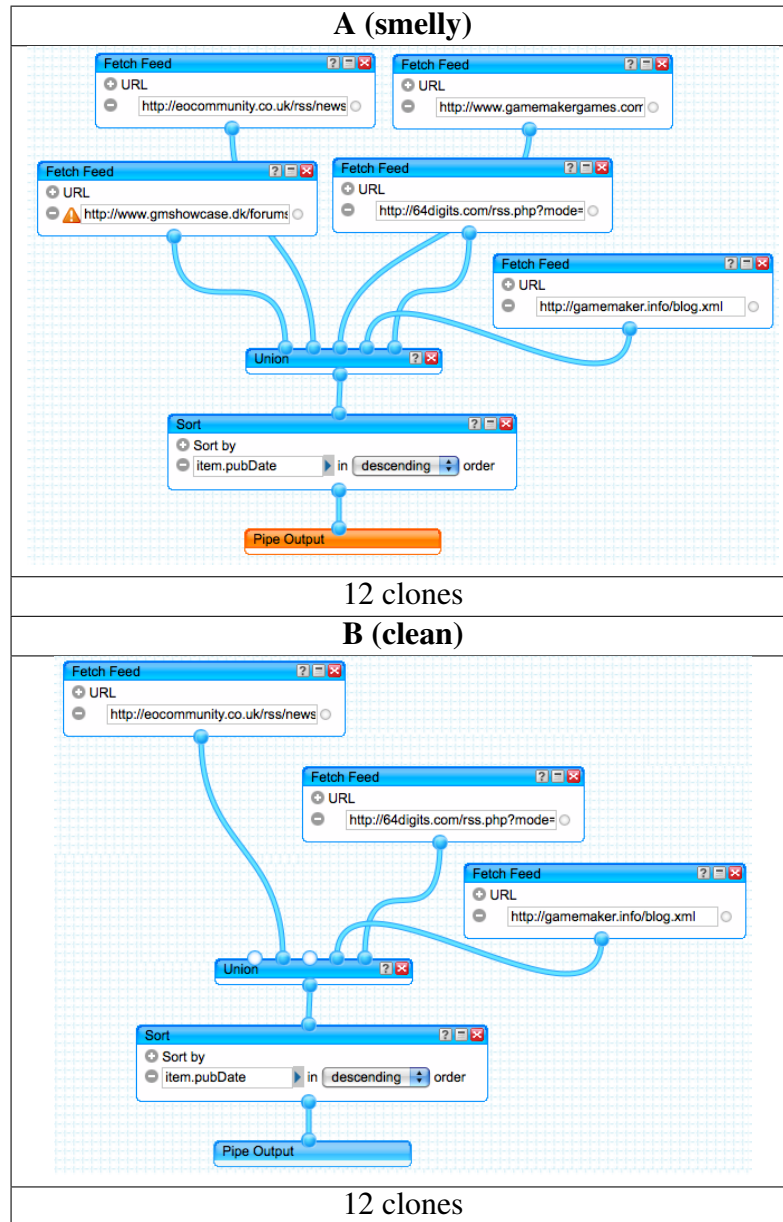 A (smelly)
Fetch Feed
URL
http://eocommunity.co.uk/rss/news
Fetch Feed
URL
http://www.gamemakergames.com
Fetch Feed
URL
http://www.gmshowcase.dk/forums
Fetch Feed
URL
http://64digits.com/rss.php?mode=
Fetch Feed
URL
http://gamemaker.info/blog.xml
Union
Sort
Sort by
item.pubDate in descending order
Pipe Output
12 clones
B (clean)
Fetch Feed
URL
http://eocommunity.co.uk/rss/news
Fetch Feed
URL
http://64digits.com/rss.php?mode=
Fetch Feed
URL
http://gamemaker.info/blog.xml
Union
Sort
Sort by
item.pubDate in descending order
Pipe Output
12 clones